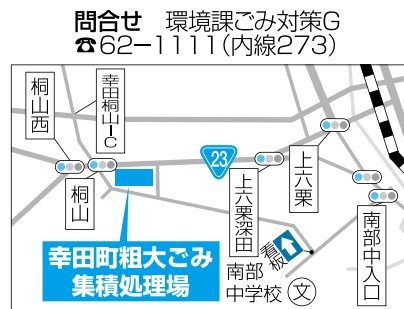 問合せ 環境課ごみ対策G
☎62-1111(内線273)
桐山西
幸田桐山IC
桐山
23
上六栗深田
上六栗
南部中入口
看板
南部
中学校 文
幸田町粗大ごみ
集積処理場